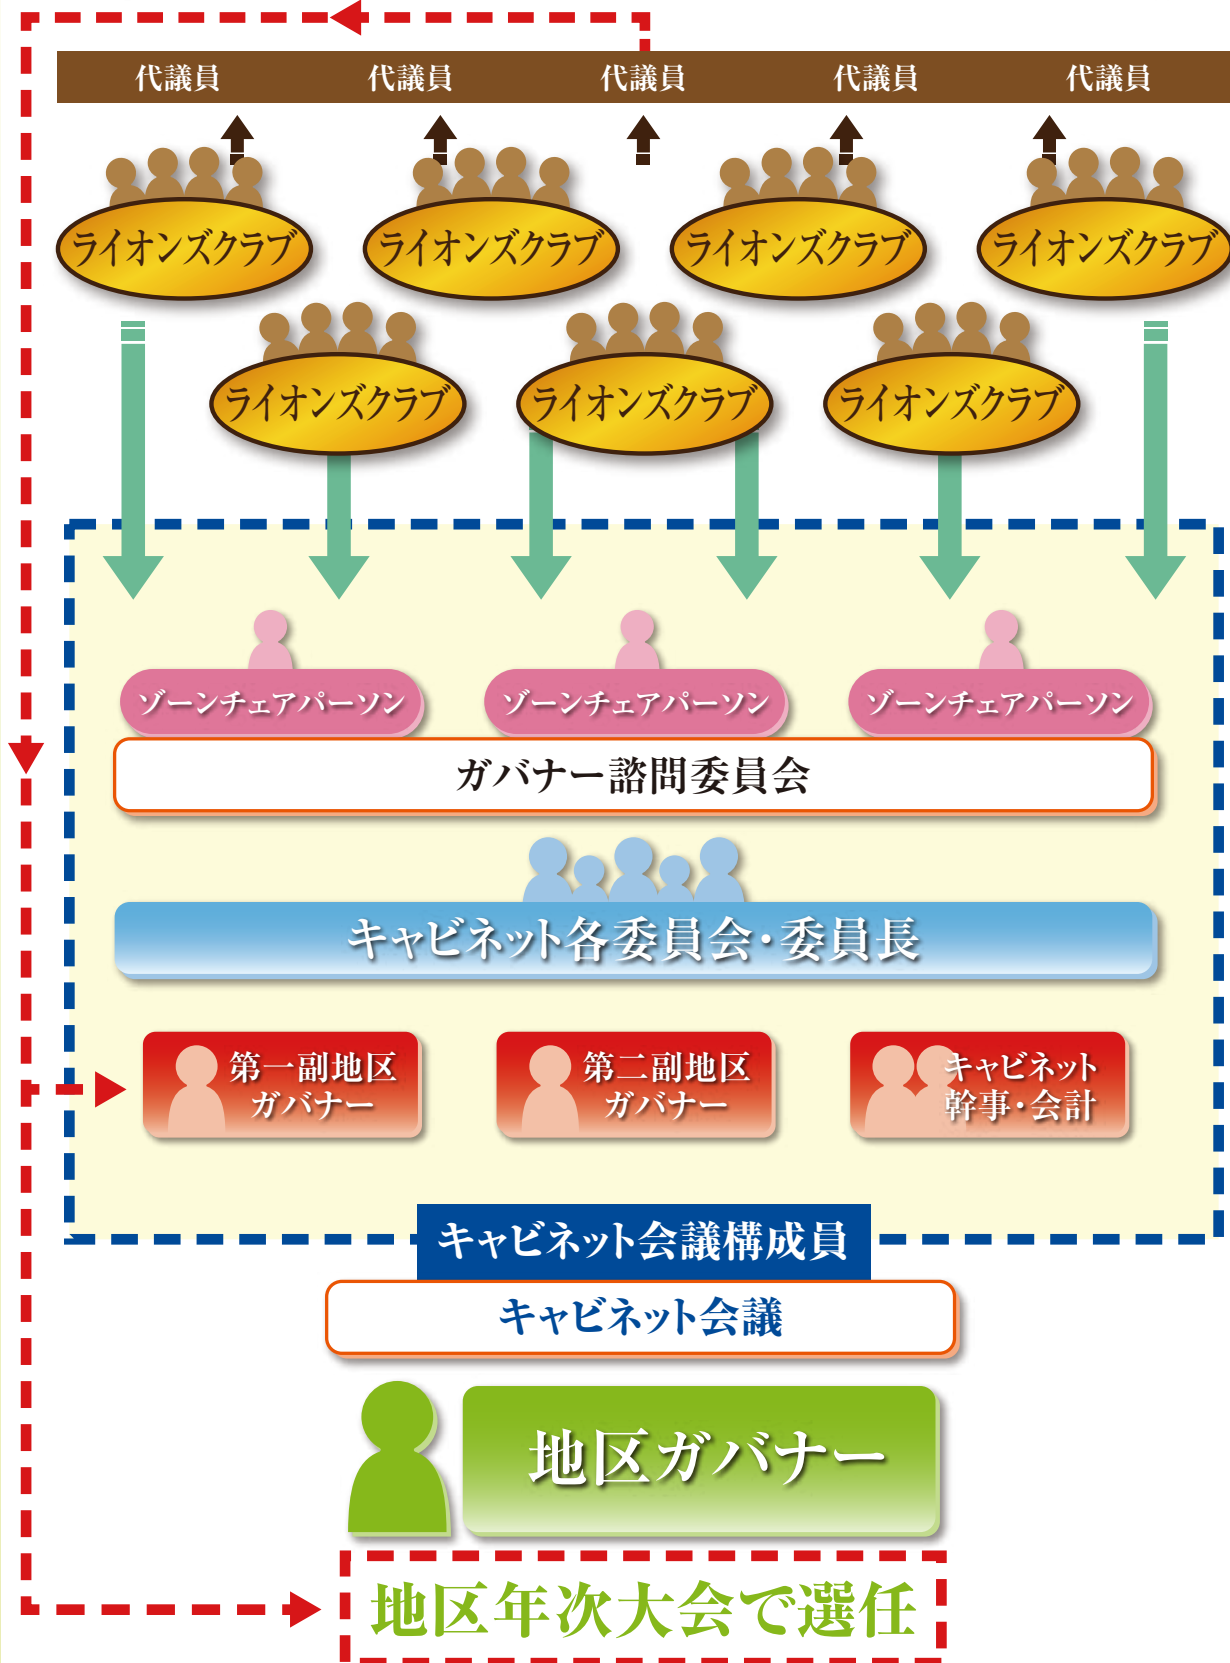 代議員 代議員 代議員 代議員 代議員
ライオンズクラブ ライオンズクラブ ライオンズクラブ ライオンズクラブ
ライオンズクラブ ライオンズクラブ ライオンズクラブ
ゾーンチェアパーソン ゾーンチェアパーソン ゾーンチェアパーソン
ガバナー諮問委員会
キャビネット各委員会・委員長
第一副地区
ガバナー
第二副地区
ガバナー
キャビネット
幹事・会計
キャビネット会議構成員
キャビネット会議
地区ガバナー
地区年次大会で選任